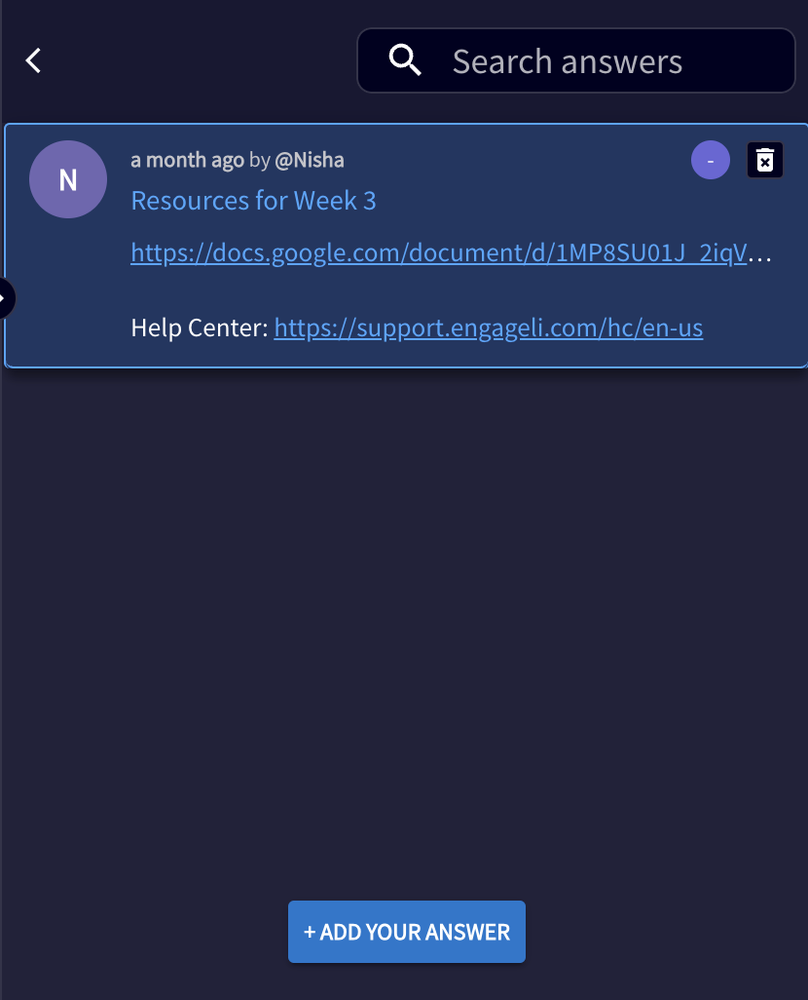 Search answers
N
a month ago by @Nisha
-
Resources for Week 3
https://docs.google.com/document/d/1MP8SU01J_2iqV...
Help Center: https://support.engageli.com/hc/en-us
+ ADD YOUR ANSWER